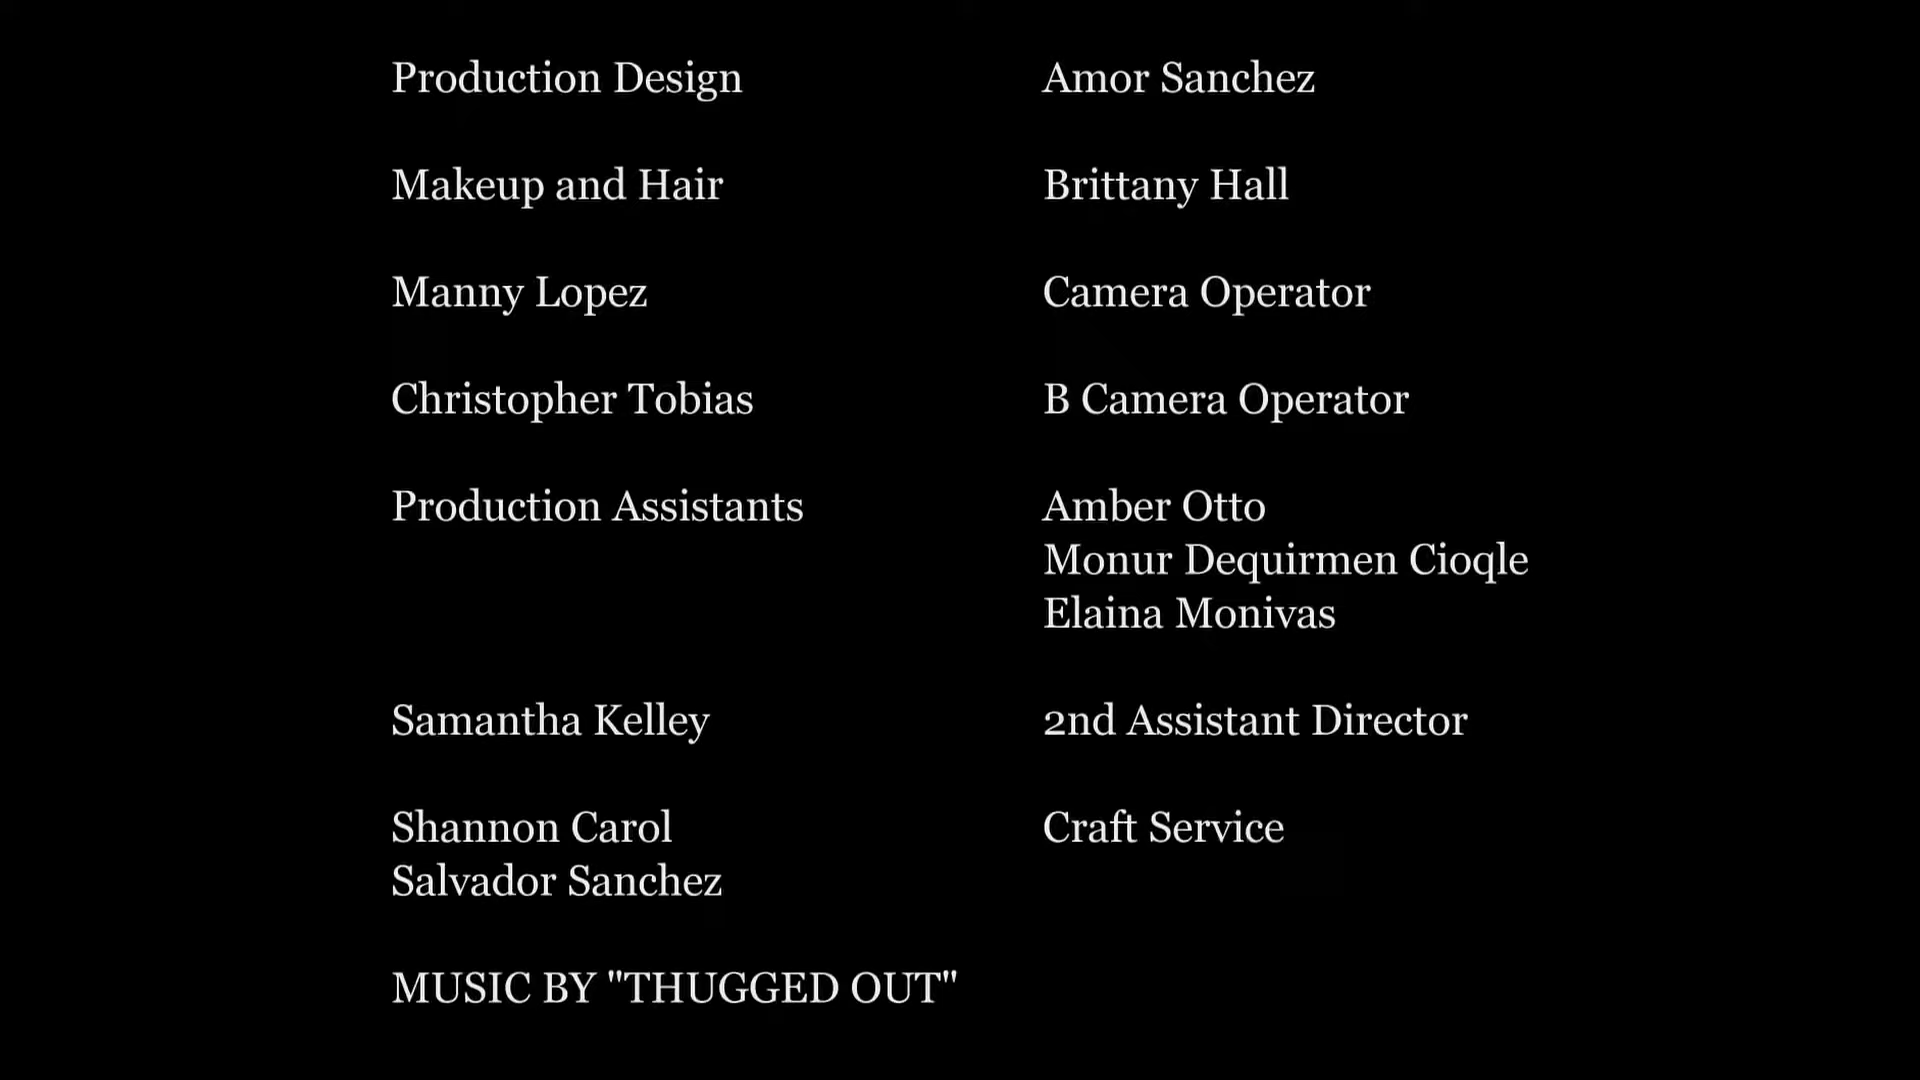 Production Design Amor Sanchez
Makeup and Hair Brittany Hall
Manny Lopez Camera Operator
Christopher Tobias B Camera Operator
Production Assistants Amber Otto
Monur Dequirmen Cioqle
Elaina Monivas
Samantha Kelley 2nd Assistant Director
Shannon Carol Craft Service
Salvador Sanchez
MUSIC BY "THUGGED OUT"